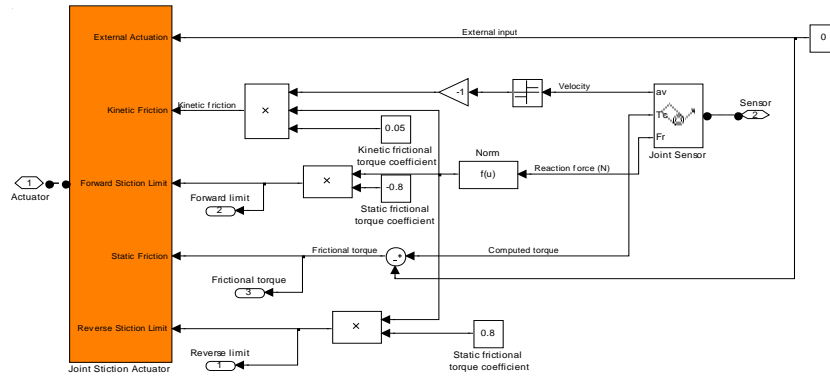 External Actuation
External input
0
Kinetic Friction
Kinetic friction
×
-1
Velocity
av
Tc
Fr
Joint Sensor
Sensor
2
0.05
Kinetic frictional
torque coefficient
Norm
f(u)
Reaction force (N)
1
Actuator
Forward Stiction Limit
×
-0.8
Static frictional
torque coefficient
Forward limit
2
Static Friction
Frictional torque
Computed torque
- +
Frictional torque
3
Reverse Stiction Limit
×
0.8
Static frictional
torque coefficient
Reverse limit
1
Joint Stiction Actuator